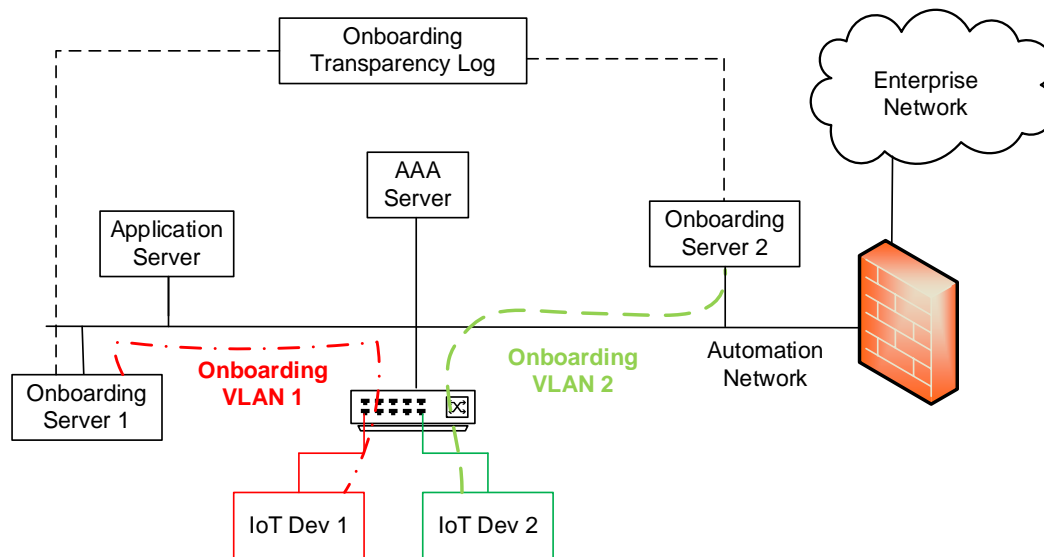 Onboarding
Transparency Log
Enterprise
Network
AAA
Server
Application
Server
Onboarding
Server 2
Onboarding
VLAN 1
Onboarding
VLAN 2
Automation
Network
Onboarding
Server 1
IoT Dev 1
IoT Dev 2